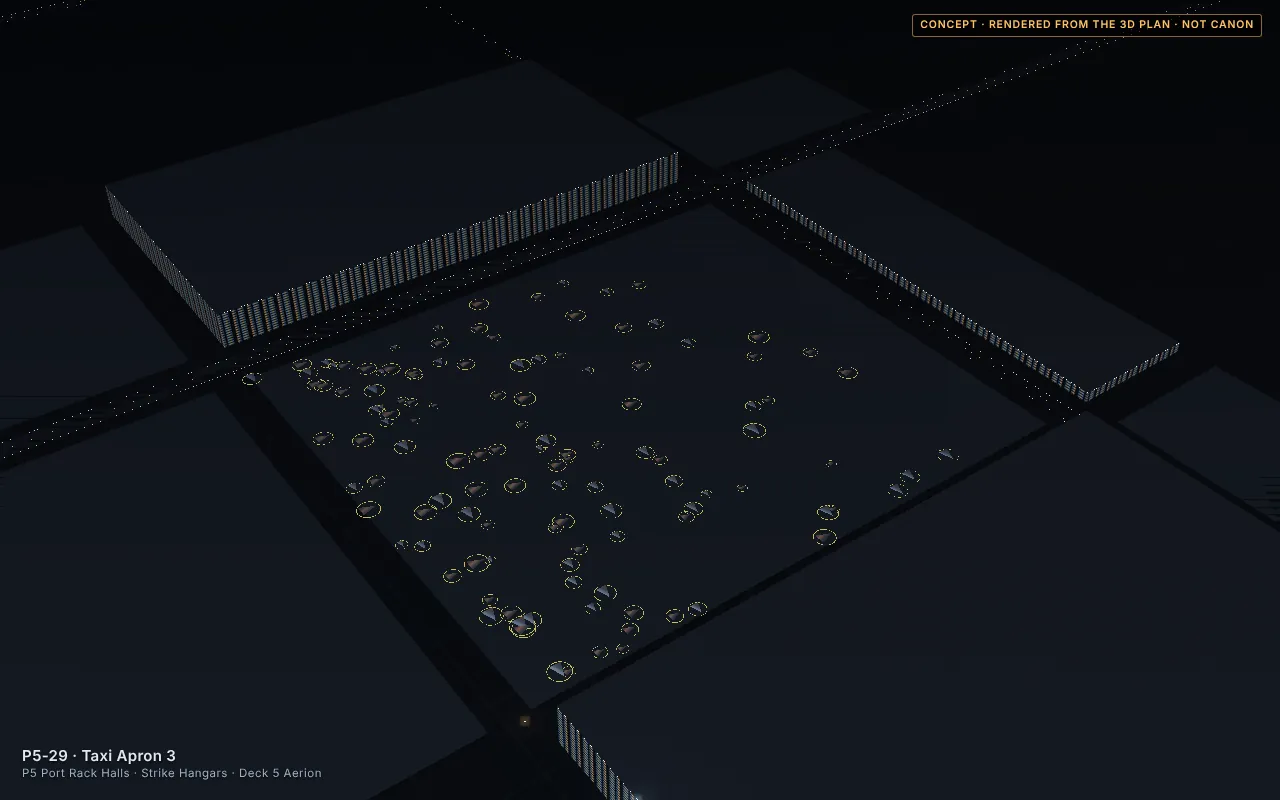 CONCEPT · RENDERED FROM THE 3D PLAN · NOT CANON
P5-29 · Taxi Apron 3
P5 Port Rack Halls · Strike Hangars · Deck 5 Aerion